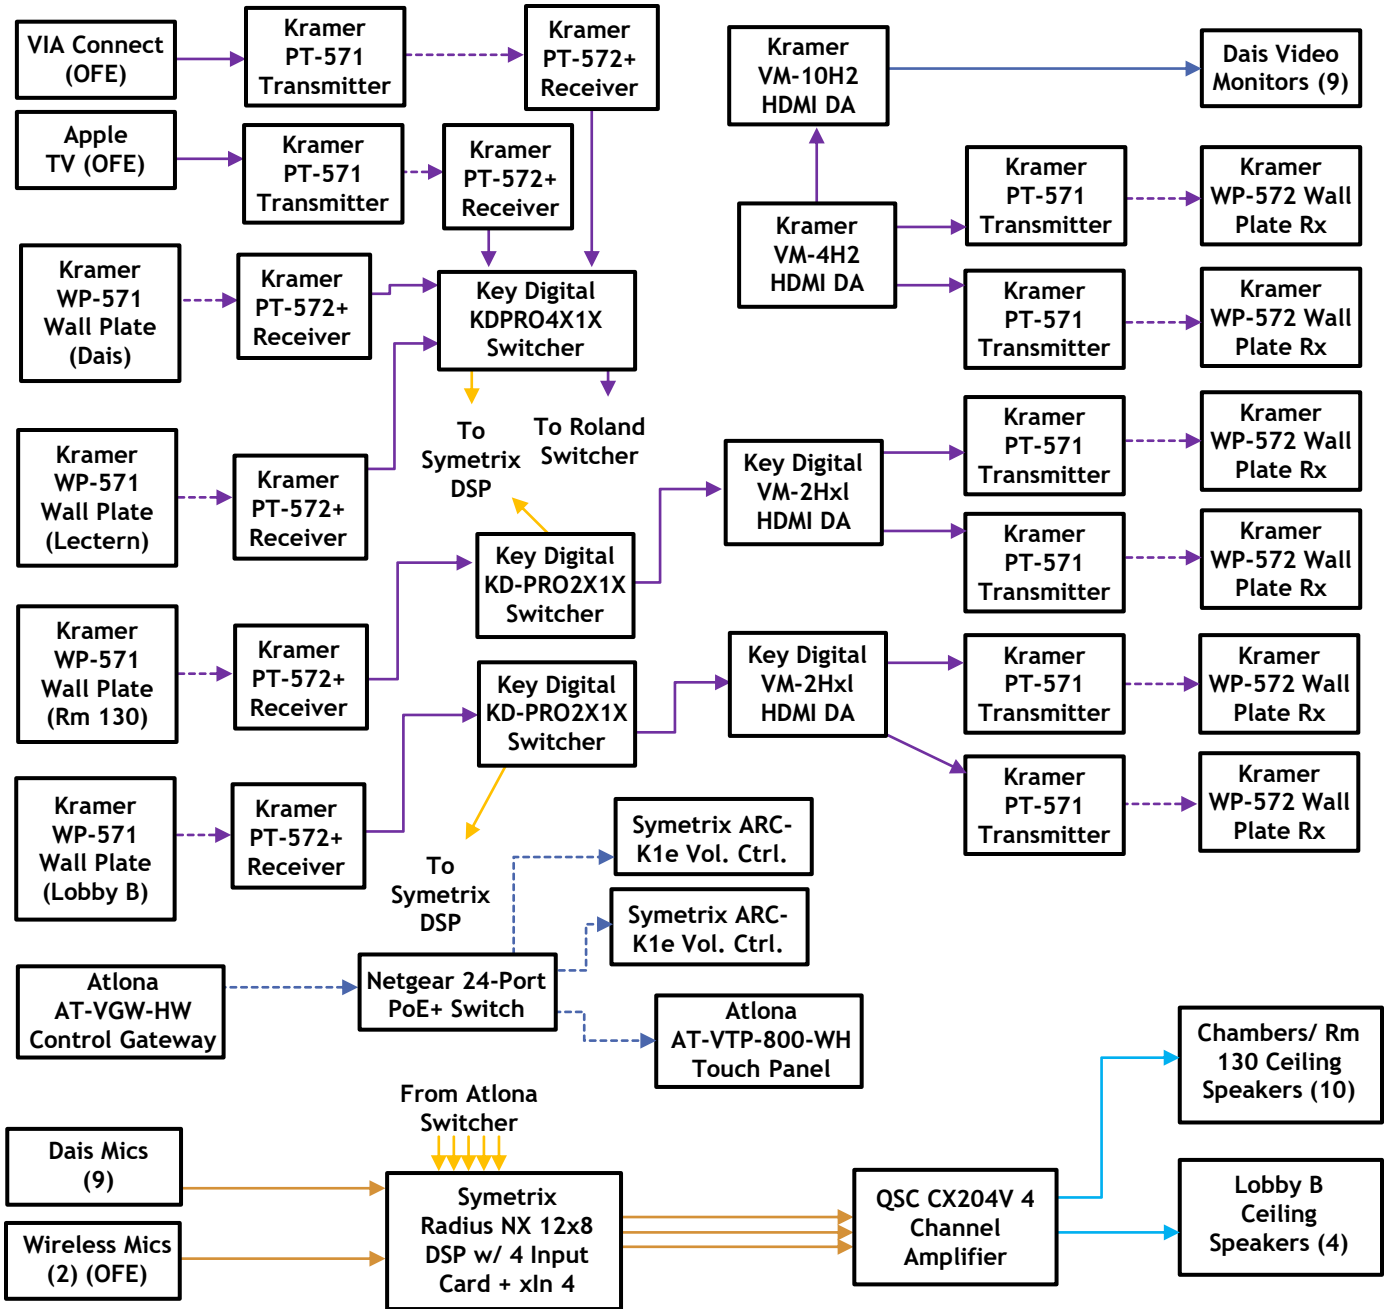 VIA Connect
(OFE)
Kramer
PT-571
Transmitter
Kramer
PT-572+
Receiver
Kramer
VM-10H2
HDMI DA
Dais Video
Monitors (9)
Apple
TV (OFE)
Kramer
PT-571
Transmitter
Kramer
PT-572+
Receiver
Kramer
VM-4H2
HDMI DA
Kramer
PT-571
Transmitter
Kramer
WP-572 Wall
Plate Rx
Kramer
WP-571
Wall Plate
(Dais)
Kramer
PT-572+
Receiver
Key Digital
KDPRO4X1X
Switcher
Kramer
PT-571
Transmitter
Kramer
WP-572 Wall
Plate Rx
To
Symetrix
DSP
To Roland
Switcher
Kramer
WP-571
Wall Plate
(Lectern)
Kramer
PT-572+
Receiver
Key Digital
VM-2Hxl
HDMI DA
Kramer
PT-571
Transmitter
Kramer
WP-572 Wall
Plate Rx
Key Digital
KD-PRO2X1X
Switcher
Kramer
PT-571
Transmitter
Kramer
WP-572 Wall
Plate Rx
Kramer
WP-571
Wall Plate
(Rm 130)
Kramer
PT-572+
Receiver
Key Digital
KD-PRO2X1X
Switcher
Key Digital
VM-2Hxl
HDMI DA
Kramer
PT-571
Transmitter
Kramer
WP-572 Wall
Plate Rx
Kramer
WP-571
Wall Plate
(Lobby B)
Kramer
PT-572+
Receiver
Kramer
PT-571
Transmitter
Kramer
WP-572 Wall
Plate Rx
To
Symetrix
DSP
Symetrix ARC-
K1e Vol. Ctrl.
Symetrix ARC-
K1e Vol. Ctrl.
Atlona
AT-VGW-HW
Control Gateway
Netgear 24-Port
PoE+ Switch
Atlona
AT-VTP-800-WH
Touch Panel
Chambers/ Rm
130 Ceiling
Speakers (10)
From Atlona
Switcher
Dais Mics
(9)
Wireless Mics
(2) (OFE)
Symetrix
Radius NX 12x8
DSP w/ 4 Input
Card + xIn 4
QSC CX204V 4
Channel
Amplifier
Lobby B
Ceiling
Speakers (4)